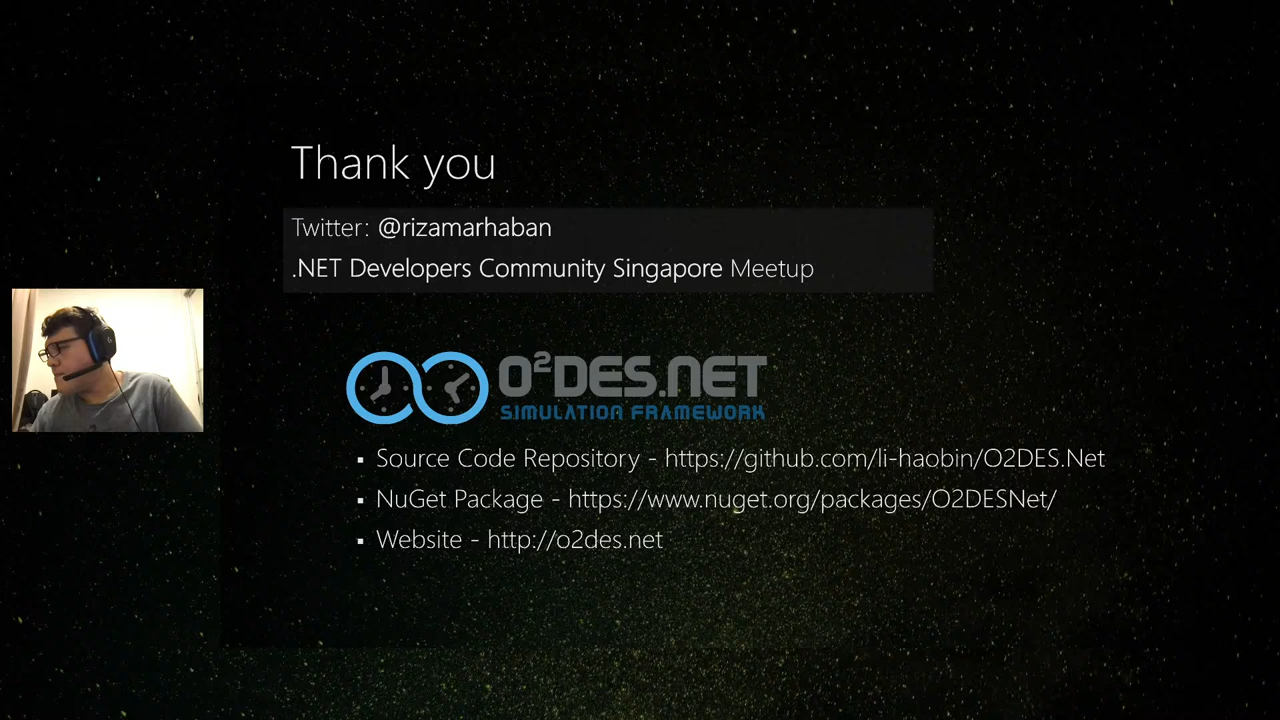 Thank you
Twitter: @rizamarhaban
.NET Developers Community Singapore Meetup
O²DES.NET
SIMULATION FRAMEWORK
▪ Source Code Repository - https://github.com/li-haobin/O2DES.Net
▪ NuGet Package - https://www.nuget.org/packages/O2DESNet/
▪ Website - http://o2des.net